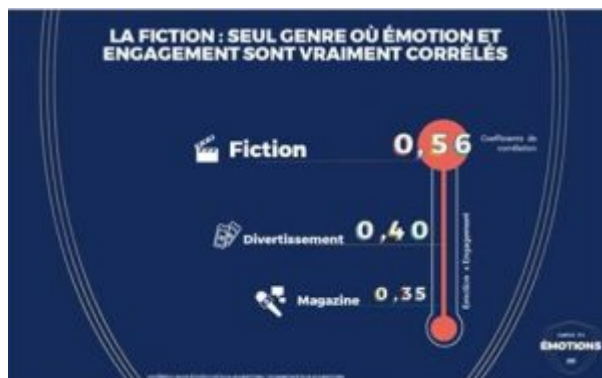 LA FICTION : SEUL GENRE OÙ ÉMOTION ET
ENGAGEMENT SONT VRAIMENT CORRÉLÉS
Fiction 0,56
Coefficients de
corrélation
Divertissement 0,40
Magazine 0,35
Émotion x Engagement
ÉMOTIONS